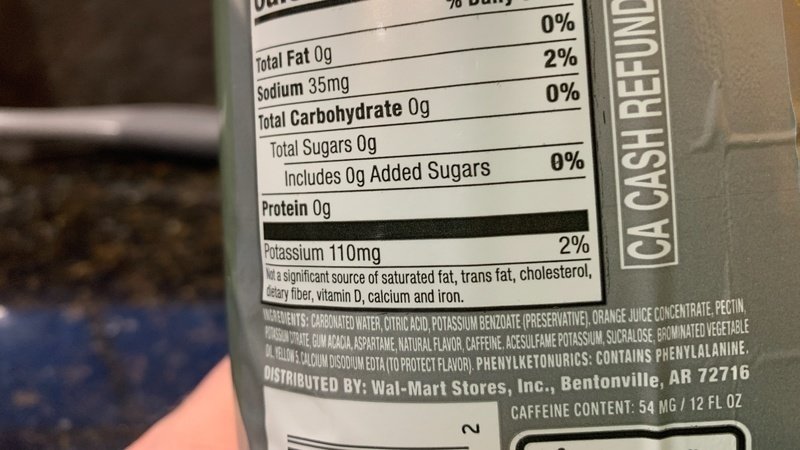 0%
Total Fat 0g
2%
Sodium 35mg
0%
Total Carbohydrate 0g
Total Sugars 0g
Includes 0g Added Sugars 0%
Protein 0g
Potassium 110mg 2%
Not a significant source of saturated fat, trans fat, cholesterol,
dietary fiber, vitamin D, calcium and iron.
INGREDIENTS: CARBONATED WATER, CITRIC ACID, POTASSIUM BENZOATE (PRESERVATIVE), ORANGE JUICE CONCENTRATE, PECTIN,
POTASSIUM CITRATE, GUM ACACIA, ASPARTAME, NATURAL FLAVOR, CAFFEINE, ACESULFAME POTASSIUM, SUCRALOSE, BROMINATED VEGETABLE
OIL, YELLOW 5, CALCIUM DISODIUM EDTA (TO PROTECT FLAVOR). PHENYLKETONURICS: CONTAINS PHENYLALANINE.
DISTRIBUTED BY: Wal-Mart Stores, Inc., Bentonville, AR 72716
CAFFEINE CONTENT: 54 MG / 12 FL OZ
2
CA CASH REFUND